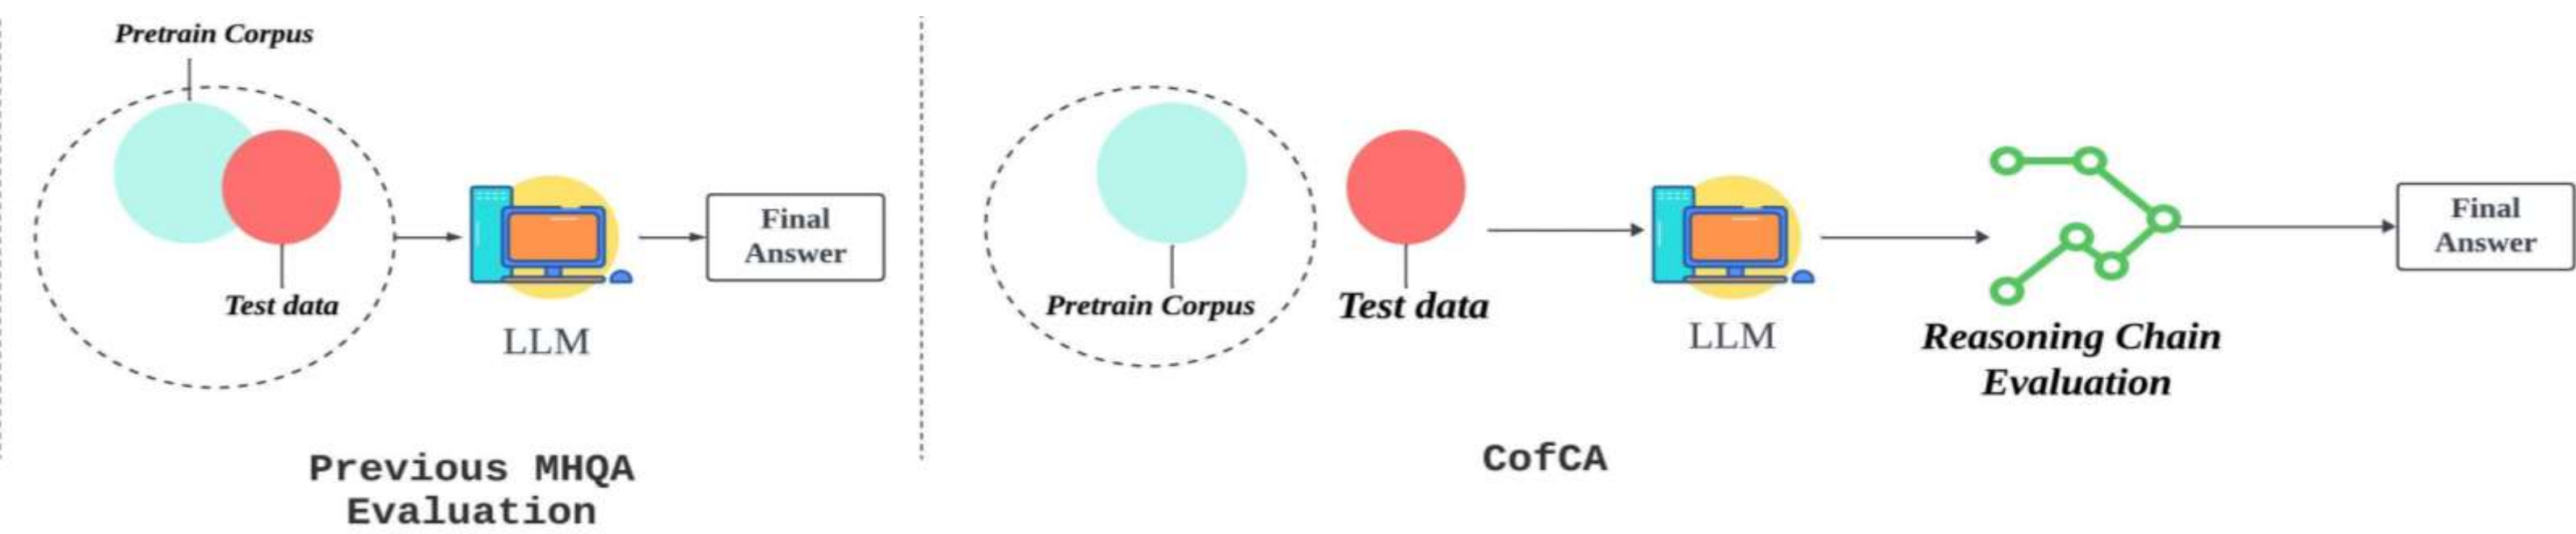 Pretrain Corpus
Test data
LLM
Final
Answer
Previous MHQA
Evaluation
Pretrain Corpus
Test data
LLM
Reasoning Chain
Evaluation
Final
Answer
CofCA